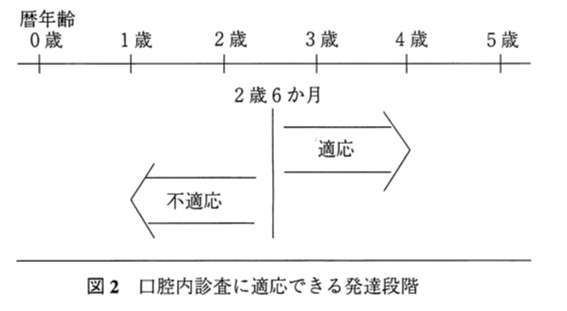 暦年齢
0歳 1歳 2歳 3歳 4歳 5歳
2歳6か月
適応
不適応
図2 口腔内診査に適応できる発達段階